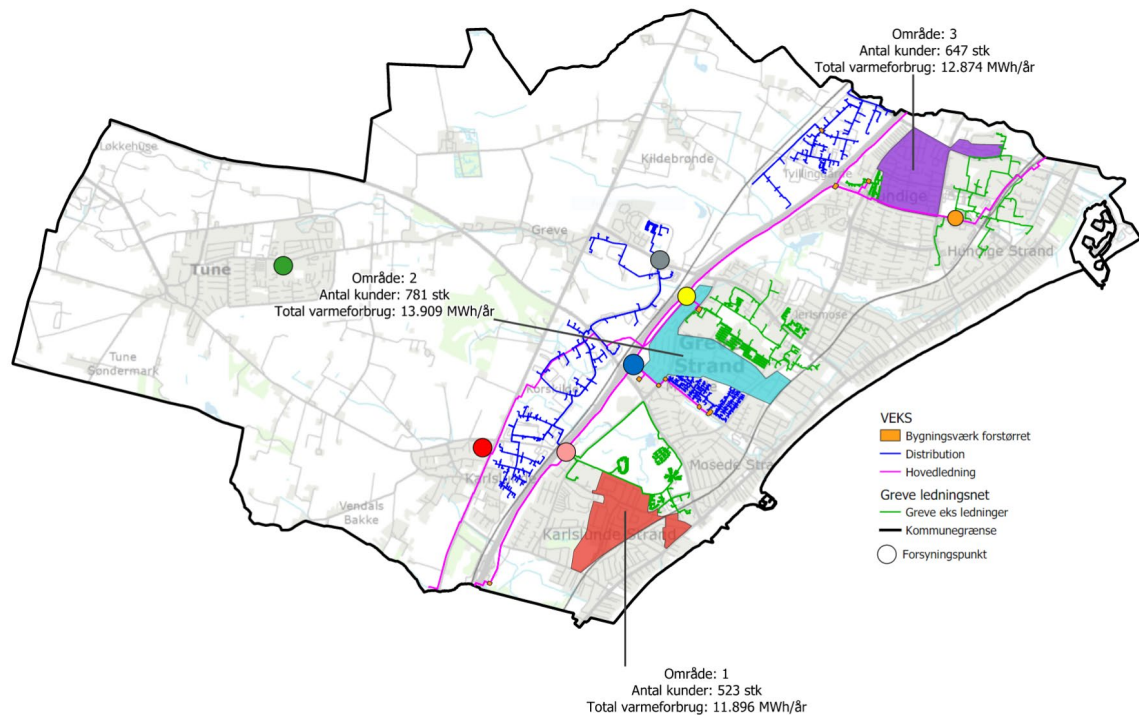 Område: 3
Antal kunder: 647 stk
Total varmeforbrug: 12.874 MWh/år
Løkkehuse
Kildebrønde
Hundige Strand
Greve
Tune
Område: 2
Antal kunder: 781 stk
Total varmeforbrug: 13.909 MWh/år
Greve
Strand
Tune
Søndermark
Mosede Stra
Karlslunde
Vendals
Bakke
Karlslunde Strand
VEKS
Bygningsværk forstørret
Distribution
Hovedledning
Greve ledningsnet
Greve eks ledninger
Kommunegrænse
Forsyningspunkt
Område: 1
Antal kunder: 523 stk
Total varmeforbrug: 11.896 MWh/år